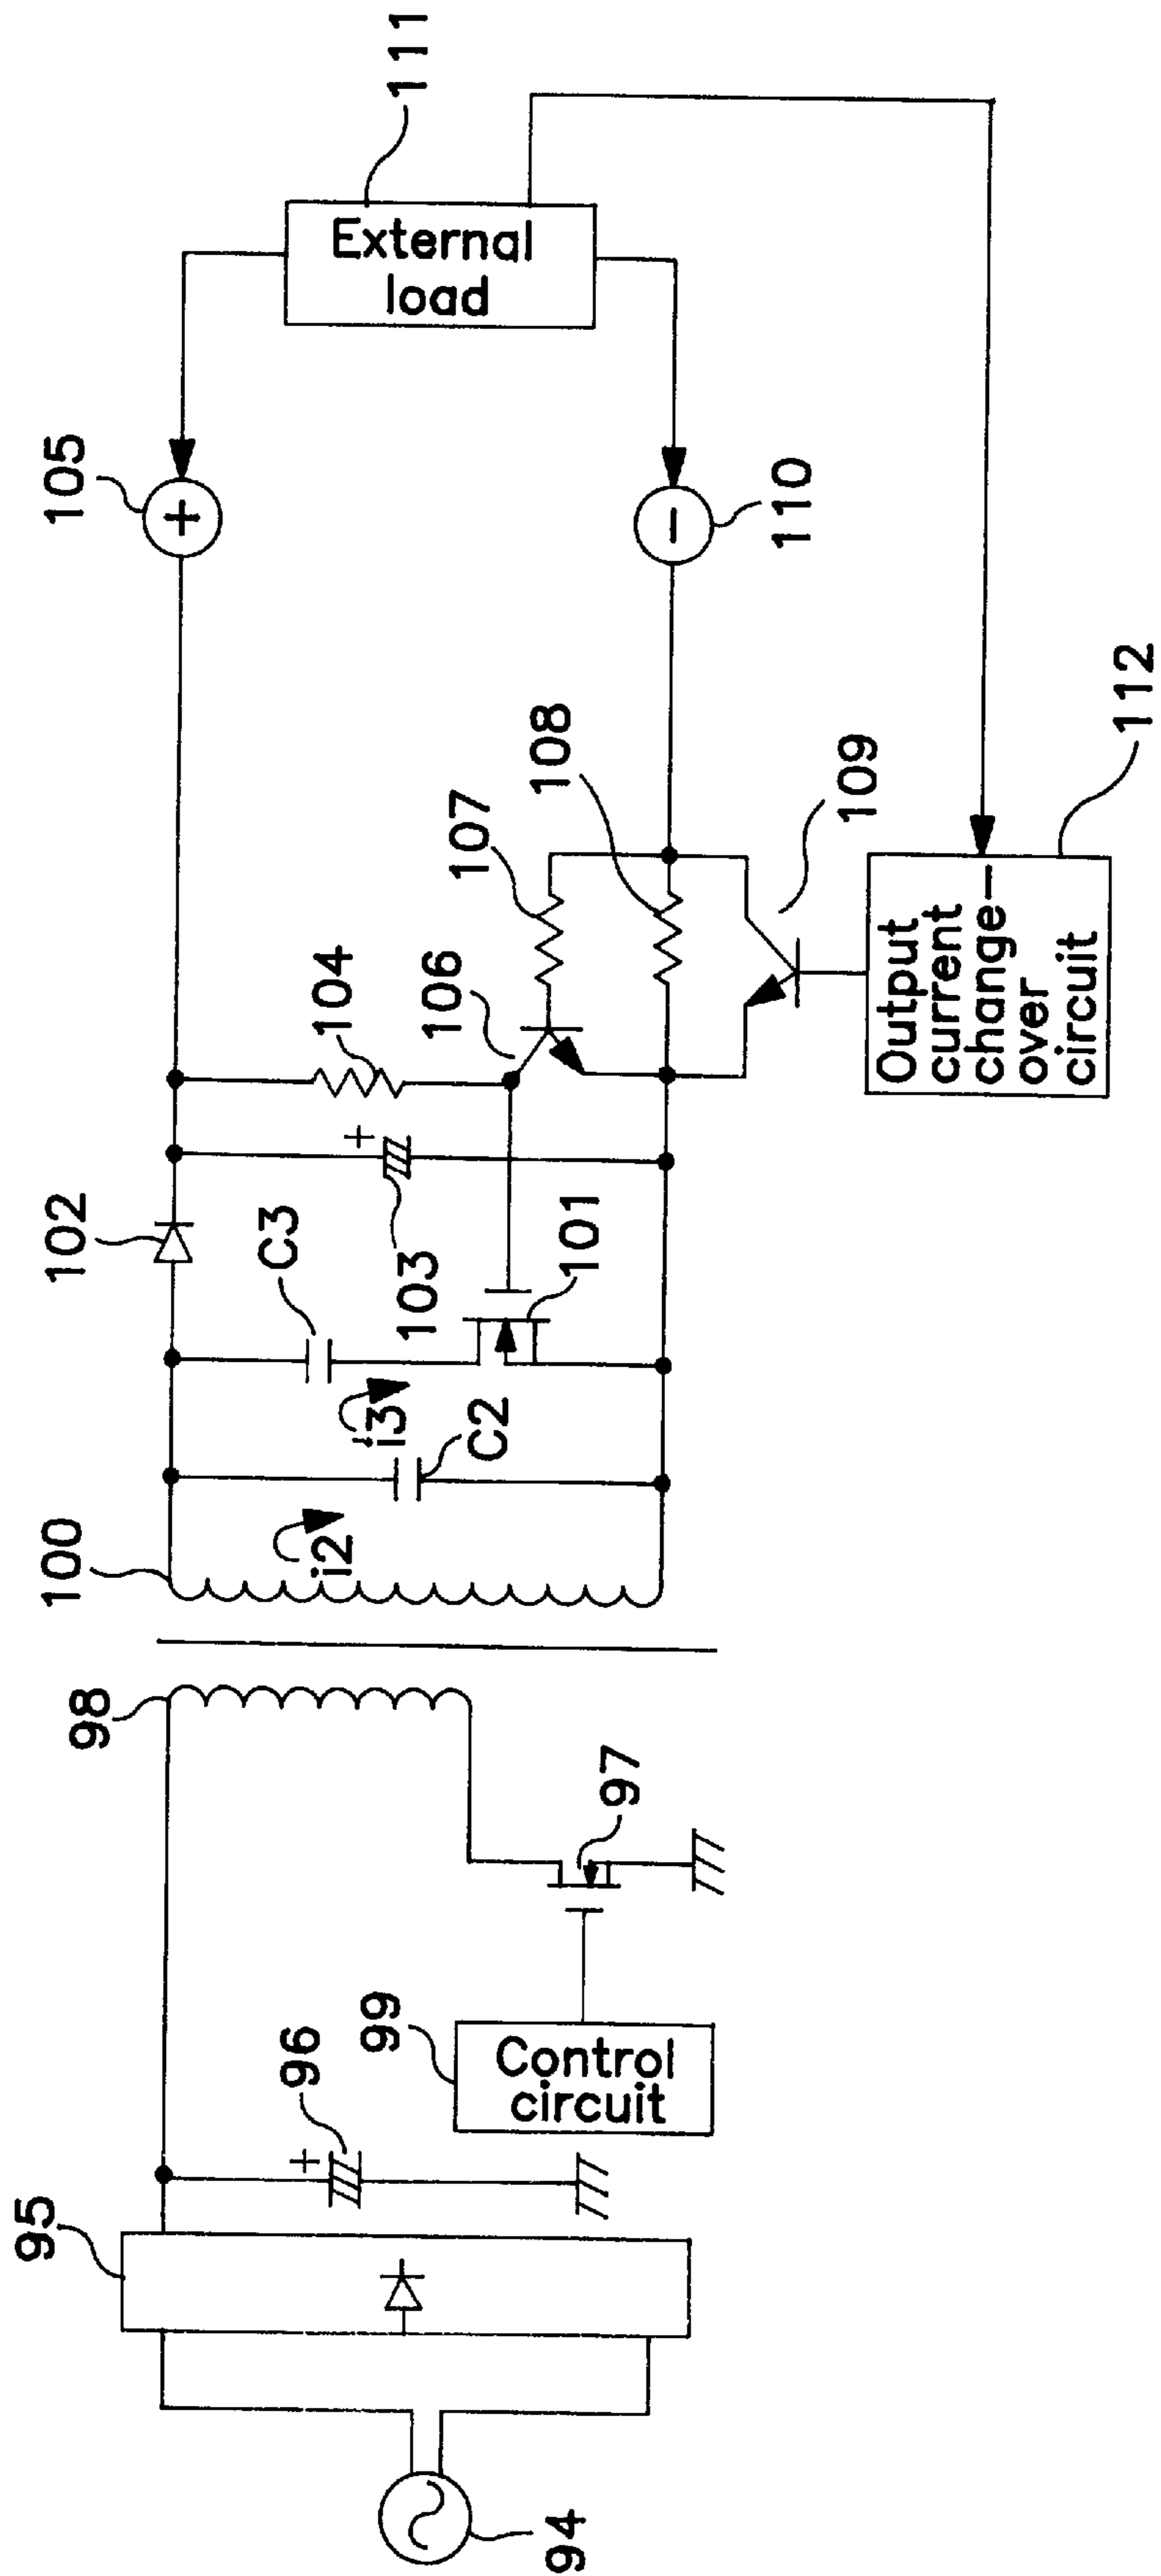 94
95
96
Control
circuit
99
97
98
100
i2
C2
i3
C3
101
102
103
+
104
106
107
108
109
105
+
−
110
External
load
111
Output
current
change-
over
circuit
112
+